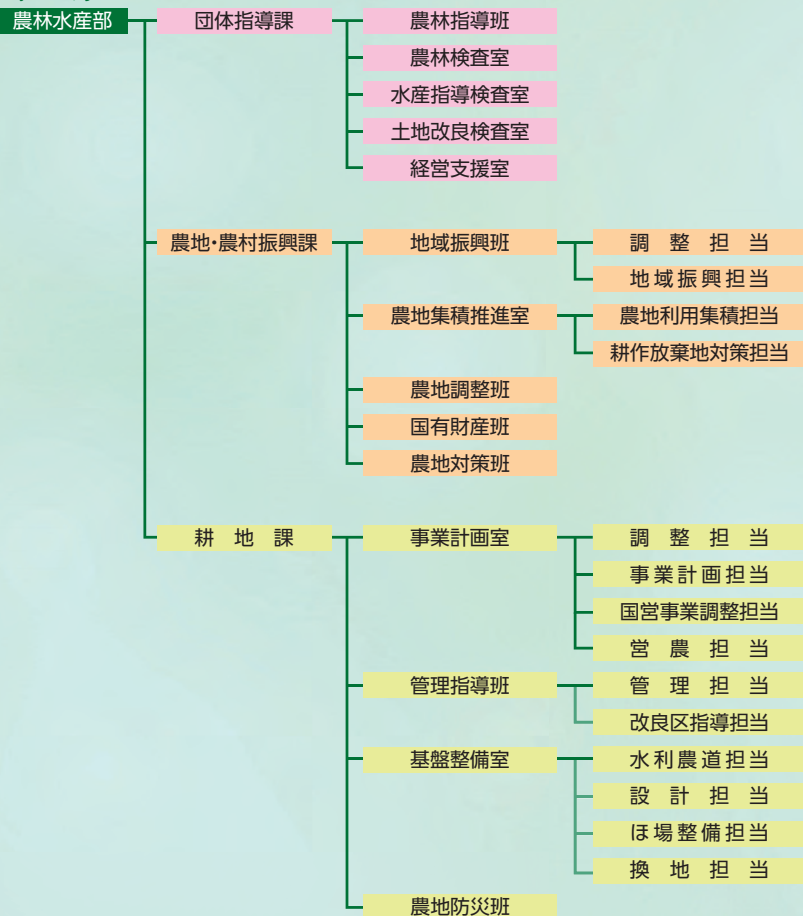 農林水産部
団体指導課
農林指導班
農林検査室
水産指導検査室
土地改良検査室
経営支援室
農地・農村振興課
地域振興班
調整担当
地域振興担当
農地集積推進室
農地利用集積担当
耕作放棄地対策担当
農地調整班
国有財産班
農地対策班
耕地課
事業計画室
調整担当
事業計画担当
国営事業調整担当
営農担当
管理指導班
管理担当
改良区指導担当
基盤整備室
水利農道担当
設計担当
ほ場整備担当
換地担当
農地防災班